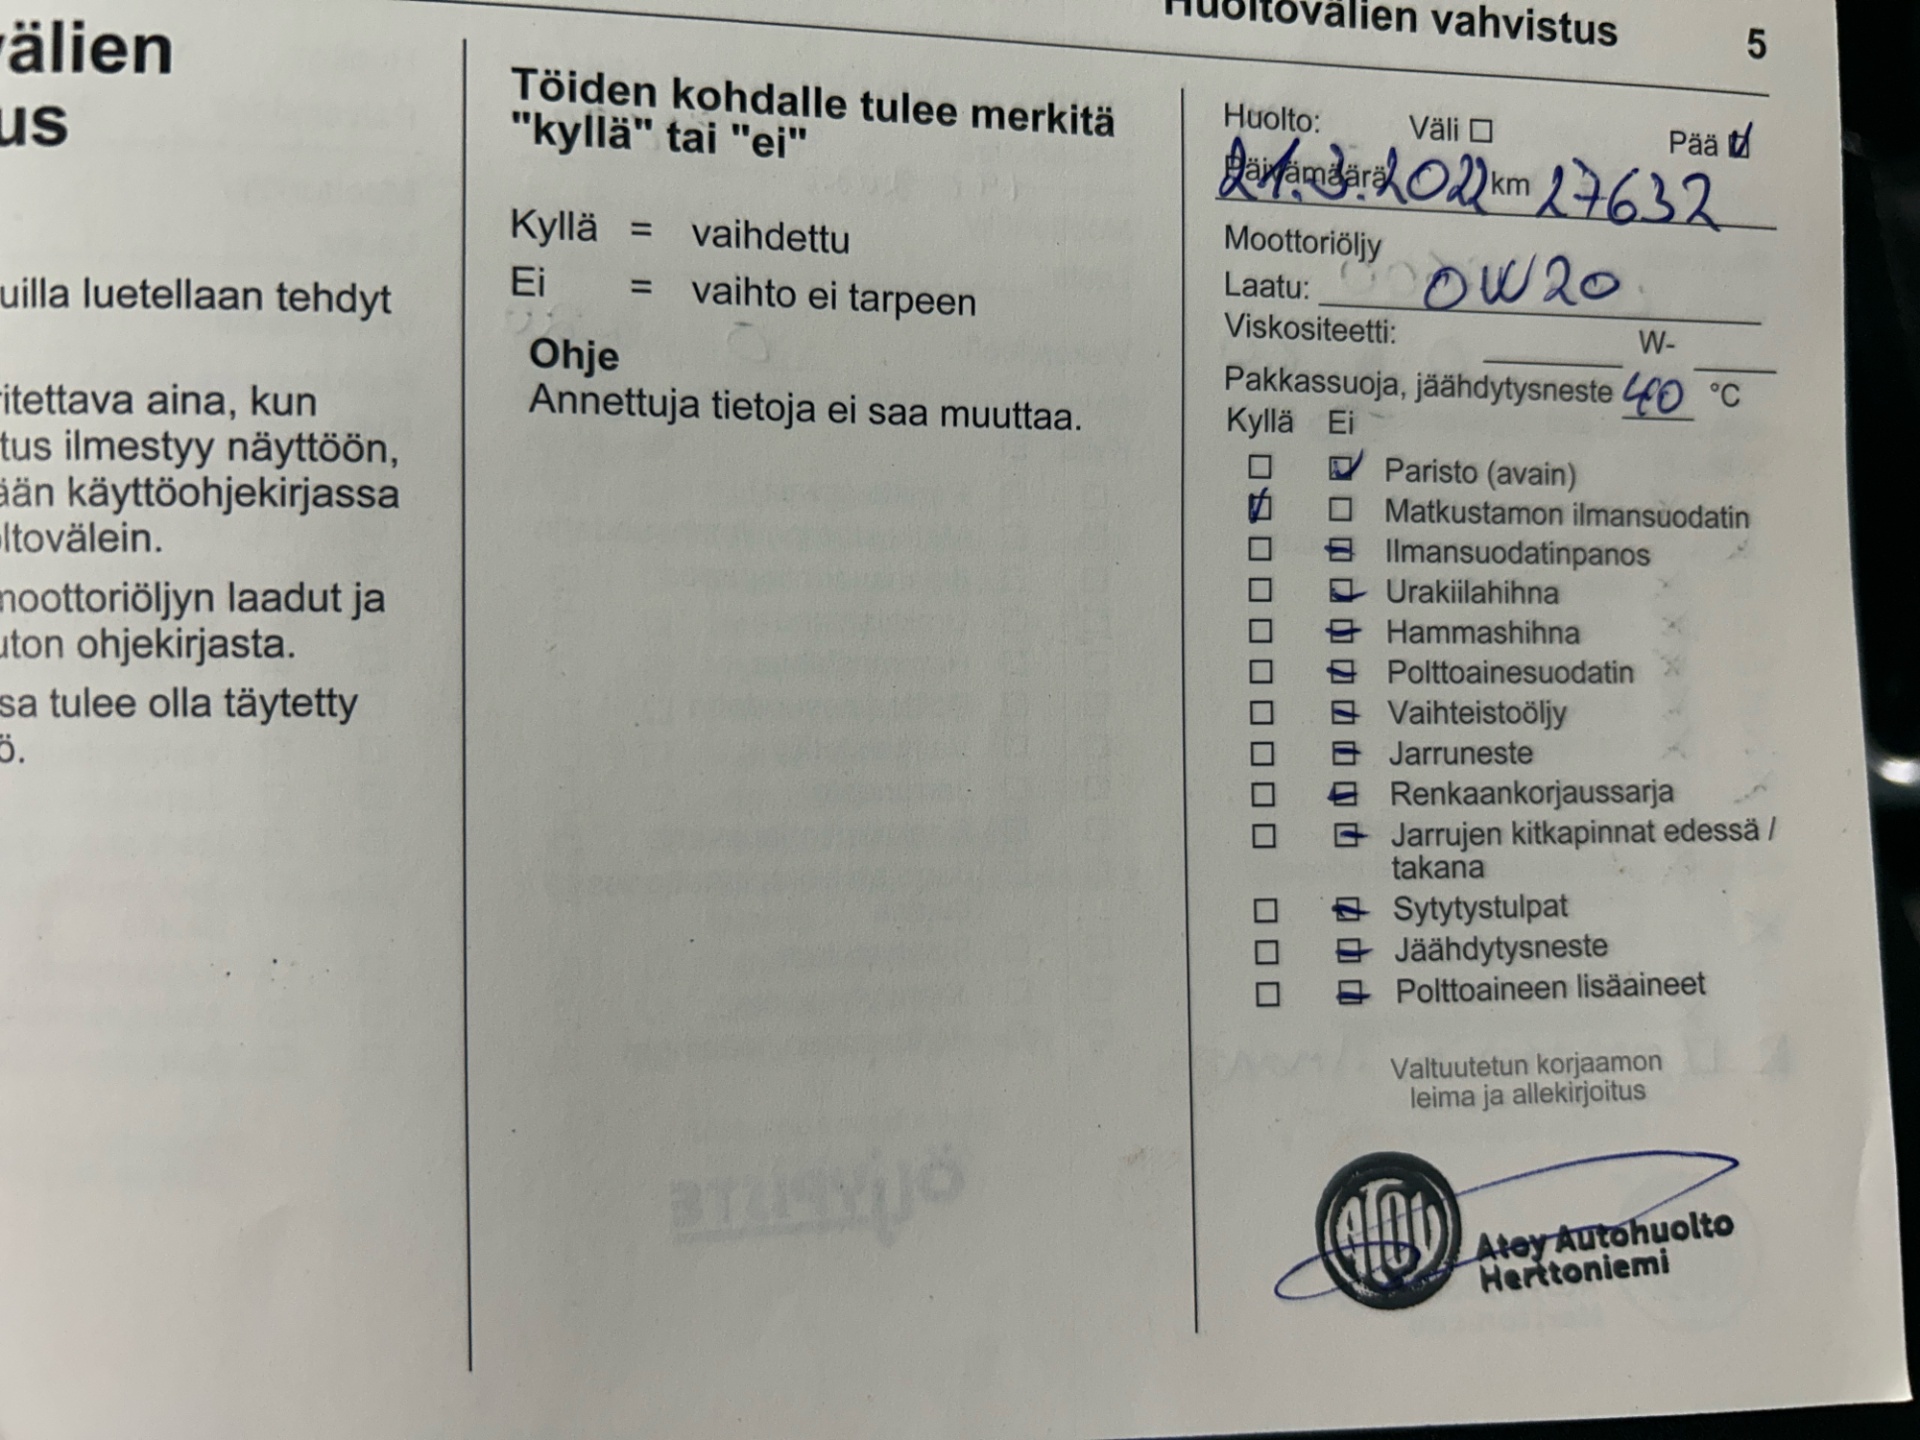 Huoltovälien vahvistus 5
välien
us
uilla luetellaan tehdyt
ritettava aina, kun
tus ilmestyy näyttöön,
ään käyttöohjekirjassa
ltovälein.
moottoriöljyn laadut ja
uton ohjekirjasta.
sa tulee olla täytetty
ö.
Töiden kohdalle tulee merkitä
"kyllä" tai "ei"
Kyllä = vaihdettu
Ei = vaihto ei tarpeen
Ohje
Annettuja tietoja ei saa muuttaa.
Huolto: Väli Pää
Päivämäärä 21.3.2022 km 27632
Moottoriöljy
Laatu: 0W20
Viskositeetti: W-
Pakkassuoja, jäähdytysneste 40 °C
Kyllä Ei
Paristo (avain)
Matkustamon ilmansuodatin
Ilmansuodatinpanos
Urakiilahihna
Hammashihna
Polttoainesuodatin
Vaihteistoöljy
Jarruneste
Renkaankorjaussarja
Jarrujen kitkapinnat edessä /
takana
Sytytystulpat
Jäähdytysneste
Polttoaineen lisäaineet
Valtuutetun korjaamon
leima ja allekirjoitus
Atoy Autohuolto
Herttoniemi